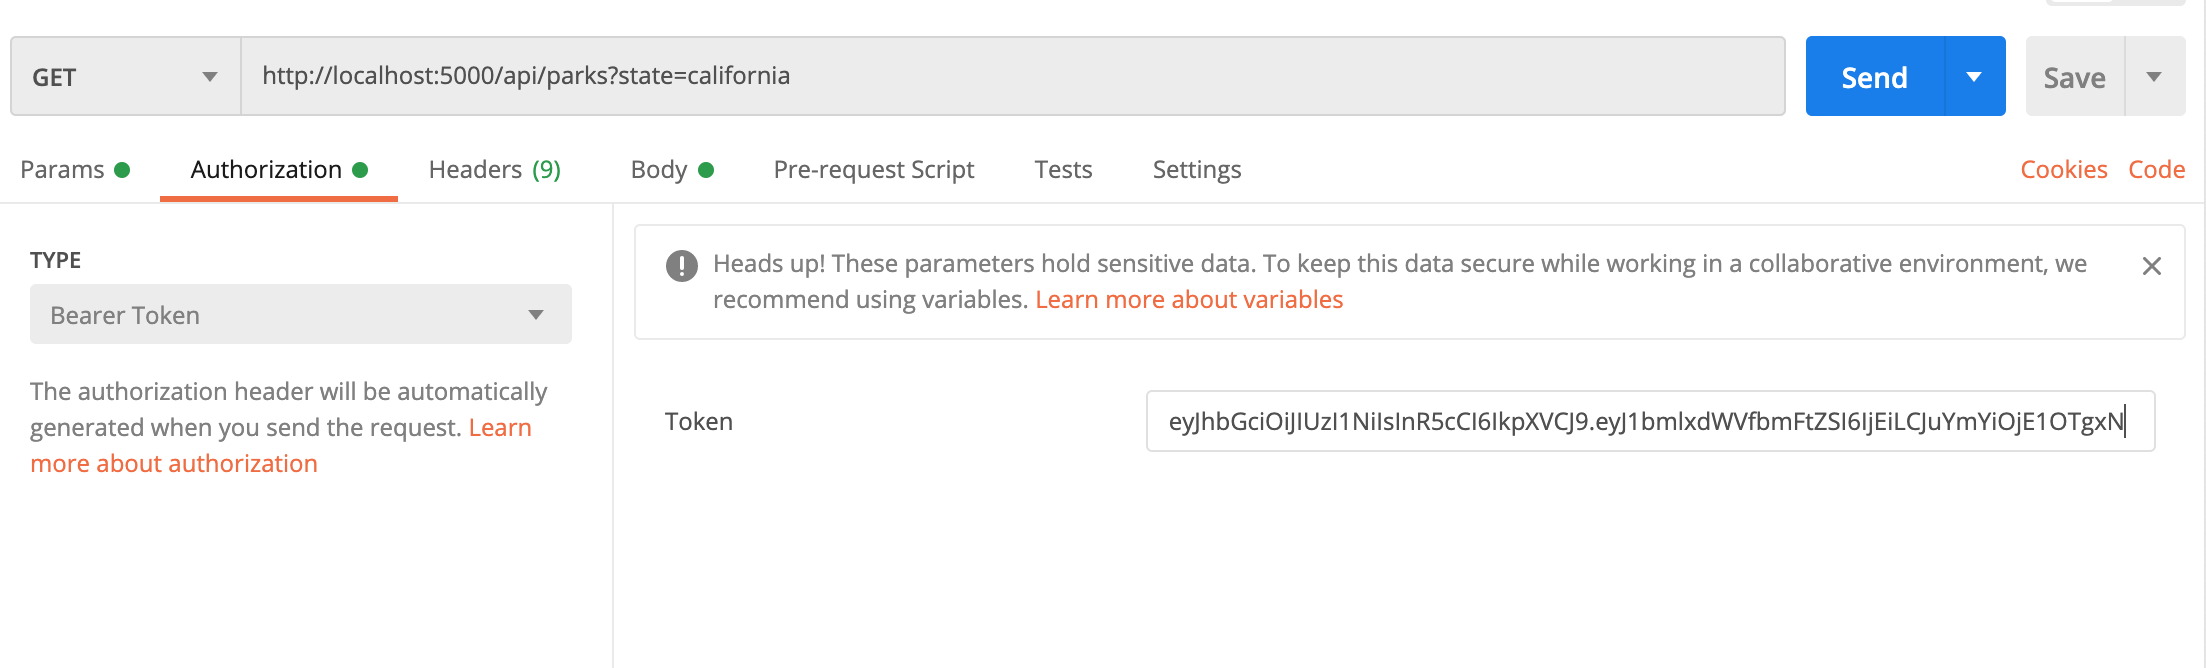 GET http://localhost:5000/api/parks?state=california Send Save
Params Authorization Headers (9) Body Pre-request Script Tests Settings Cookies Code
TYPE
Bearer Token
The authorization header will be automatically
generated when you send the request. Learn
more about authorization
Heads up! These parameters hold sensitive data. To keep this data secure while working in a collaborative environment, we
recommend using variables. Learn more about variables
Token eyJhbGciOiJIUzI1NiIsInR5cCI6IkpXVCJ9.eyJ1bmlxdWVfbmFtZSI6IjEiLCJuYmYiOjE1OTgxN